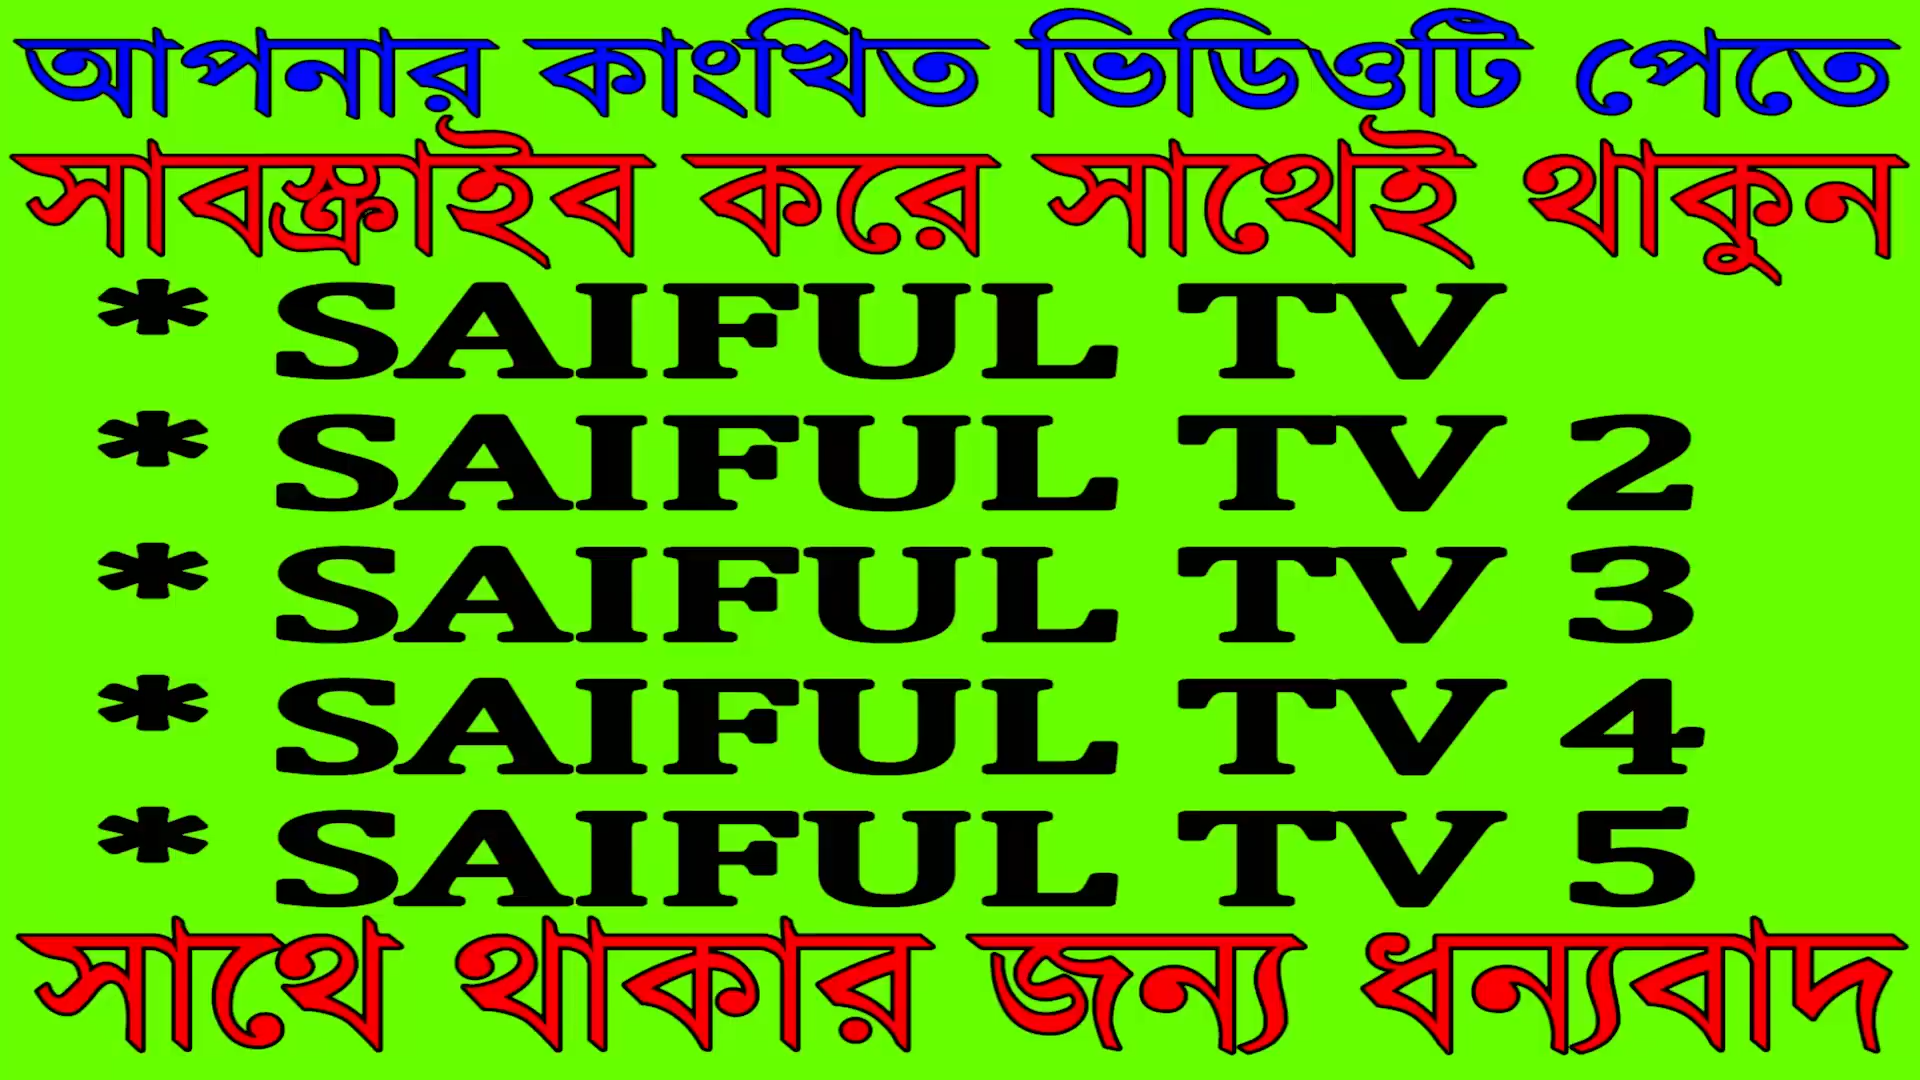 আপনার কাংখিত ভিডিওটি পেতে
সাবস্ক্রাইব করে সাথেই থাকুন
* SAIFUL TV
* SAIFUL TV 2
* SAIFUL TV 3
* SAIFUL TV 4
* SAIFUL TV 5
সাথে থাকার জন্য ধন্যবাদ